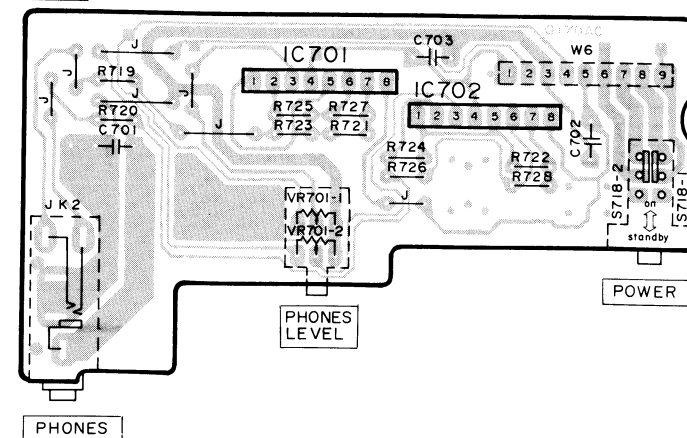 C703
W6
J
IC701
R719
J
J
1 2 3 4 5 6 7 8
IC702
1 2 3 4 5 6 7 8 9
J
R720
J
R725 R727
1 2 3 4 5 6 7 8
C701
J
R723 R721
C702
R724
R726
R722
R728
JK2
VR701-1
VR701-2
J
S718-2
on
standby
S718-1
POWER
PHONES
LEVEL
PHONES